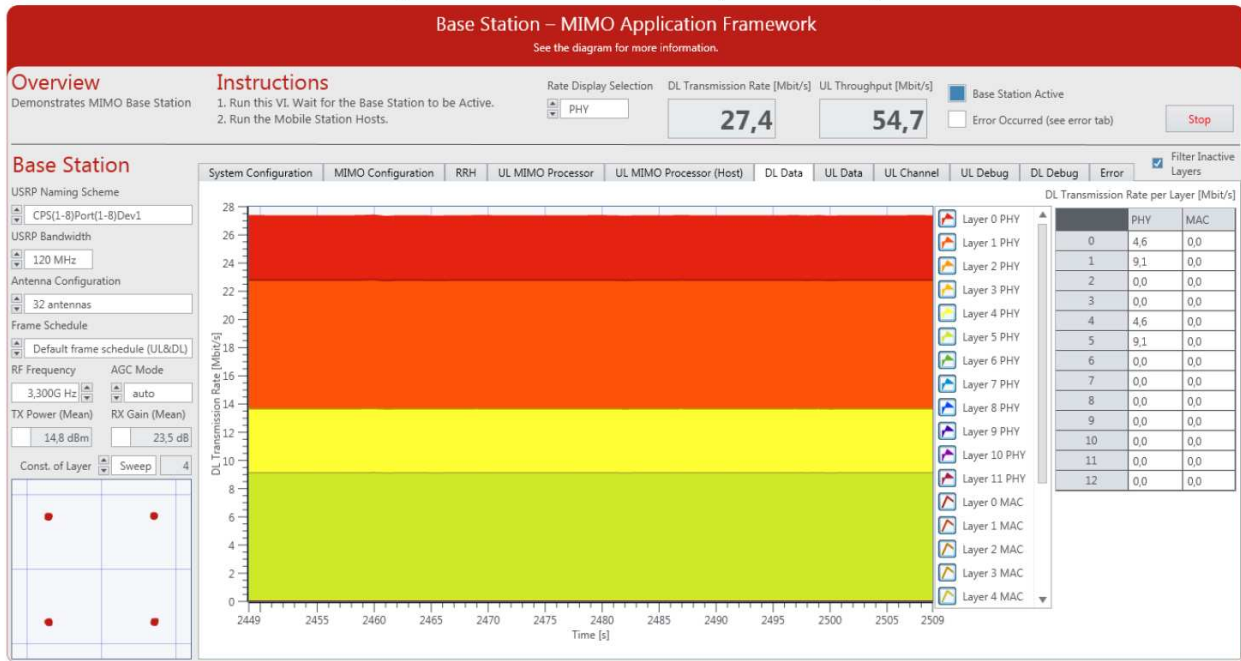 Base Station – MIMO Application Framework
See the diagram for more information.
Overview
Demonstrates MIMO Base Station
Instructions
1. Run this VI. Wait for the Base Station to be Active.
2. Run the Mobile Station Hosts.
Rate Display Selection
PHY
DL Transmission Rate [Mbit/s]
27,4
UL Throughput [Mbit/s]
54,7
Base Station Active
Error Occurred (see error tab)
Stop
Base Station
USRP Naming Scheme
CPS(1-8)Port(1-8)Dev1
USRP Bandwidth
120 MHz
Antenna Configuration
32 antennas
Frame Schedule
Default frame schedule (UL&DL)
RF Frequency AGC Mode
3,300G Hz auto
TX Power (Mean) RX Gain (Mean)
14,8 dBm 23,5 dB
Const. of Layer Sweep 4
System Configuration MIMO Configuration RRH UL MIMO Processor UL MIMO Processor (Host) DL Data UL Data UL Channel UL Debug DL Debug Error
Filter Inactive
Layers
DL Transmission Rate [Mbit/s]
28
26
24
22
20
18
16
14
12
10
8
6
4
2
0
2449 2455 2460 2465 2470 2475 2480 2485 2490 2495 2500 2505 2509
Time [s]
Layer 0 PHY
Layer 1 PHY
Layer 2 PHY
Layer 3 PHY
Layer 4 PHY
Layer 5 PHY
Layer 6 PHY
Layer 7 PHY
Layer 8 PHY
Layer 9 PHY
Layer 10 PHY
Layer 11 PHY
Layer 0 MAC
Layer 1 MAC
Layer 2 MAC
Layer 3 MAC
Layer 4 MAC
DL Transmission Rate per Layer [Mbit/s]
PHY MAC
0 4,6 0,0
1 9,1 0,0
2 0,0 0,0
3 0,0 0,0
4 4,6 0,0
5 9,1 0,0
6 0,0 0,0
7 0,0 0,0
8 0,0 0,0
9 0,0 0,0
10 0,0 0,0
11 0,0 0,0
12 0,0 0,0